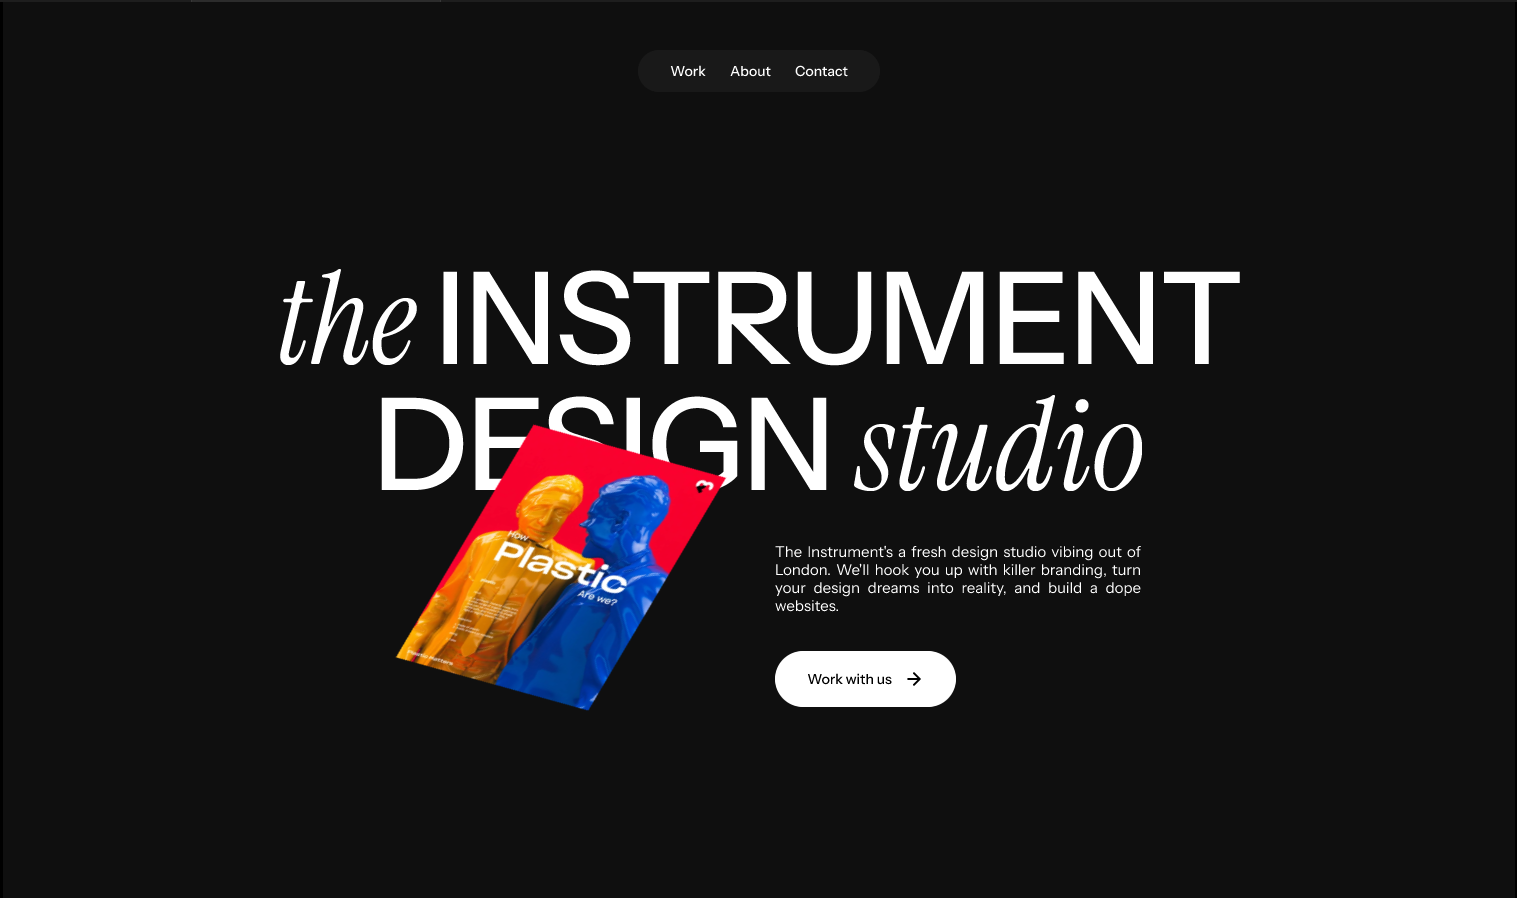 Work About Contact
the INSTRUMENT
DESIGN studio
How
Plastic
Are we?
The Instrument's a fresh design studio vibing out of
London. We'll hook you up with killer branding, turn
your design dreams into reality, and build a dope
websites.
Work with us